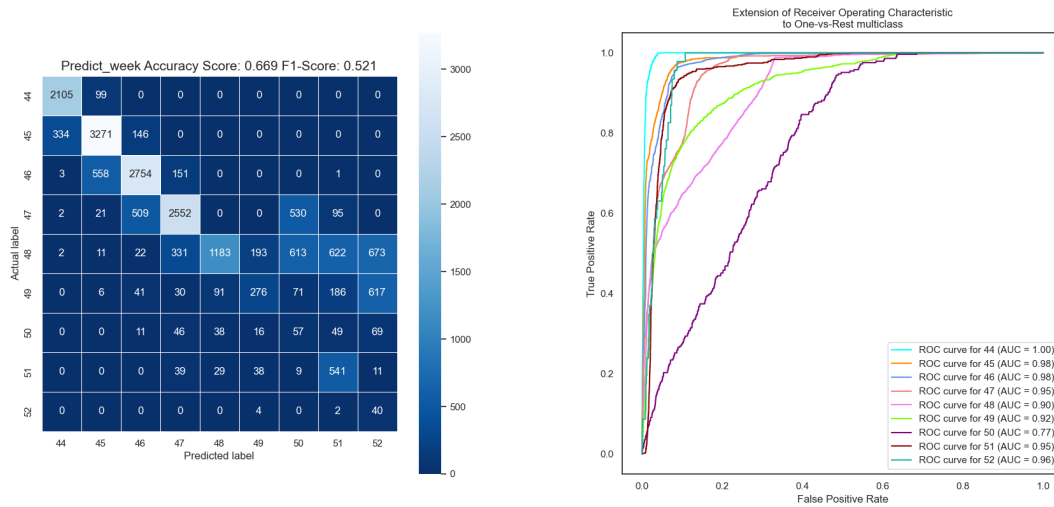 Predict_week Accuracy Score: 0.669 F1-Score: 0.521
44 2105 99 0 0 0 0 0 0 0
45 334 3271 146 0 0 0 0 0 0
46 3 558 2754 151 0 0 0 1 0
47 2 21 509 2552 0 0 530 95 0
48 2 11 22 331 1183 193 613 622 673
49 0 6 41 30 91 276 71 186 617
50 0 0 11 46 38 16 57 49 69
51 0 0 0 39 29 38 9 541 11
52 0 0 0 0 0 4 0 2 40
44 45 46 47 48 49 50 51 52
Actual label
Predicted label
3000
2500
2000
1500
1000
500
0
Extension of Receiver Operating Characteristic
to One-vs-Rest multiclass
1.0
0.8
0.6
0.4
0.2
0.0
True Positive Rate
ROC curve for 44 (AUC = 1.00)
ROC curve for 45 (AUC = 0.98)
ROC curve for 46 (AUC = 0.98)
ROC curve for 47 (AUC = 0.95)
ROC curve for 48 (AUC = 0.90)
ROC curve for 49 (AUC = 0.92)
ROC curve for 50 (AUC = 0.77)
ROC curve for 51 (AUC = 0.95)
ROC curve for 52 (AUC = 0.96)
0.0 0.2 0.4 0.6 0.8 1.0
False Positive Rate